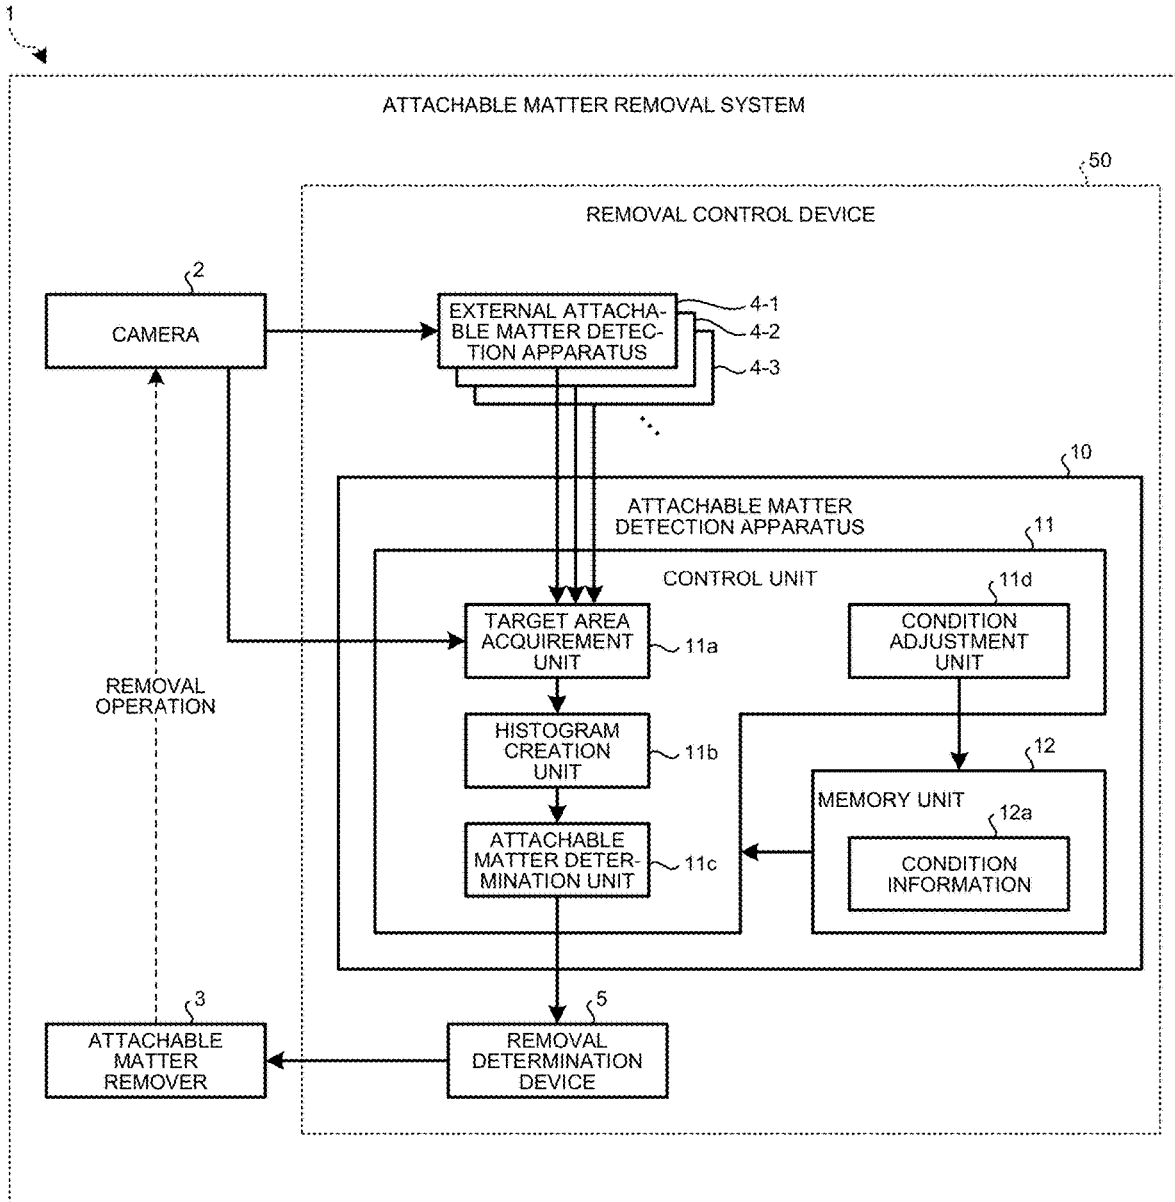 1
ATTACHABLE MATTER REMOVAL SYSTEM
50
REMOVAL CONTROL DEVICE
2
CAMERA
EXTERNAL ATTACHA-
BLE MATTER DETEC-
TION APPARATUS
4-1
4-2
4-3
10
ATTACHABLE MATTER
DETECTION APPARATUS
11
CONTROL UNIT
TARGET AREA
ACQUIREMENT
UNIT
11a
11d
CONDITION
ADJUSTMENT
UNIT
REMOVAL
OPERATION
HISTOGRAM
CREATION
UNIT
11b
12
MEMORY UNIT
12a
CONDITION
INFORMATION
ATTACHABLE
MATTER DETER-
MINATION UNIT
11c
3
ATTACHABLE
MATTER
REMOVER
5
REMOVAL
DETERMINATION
DEVICE